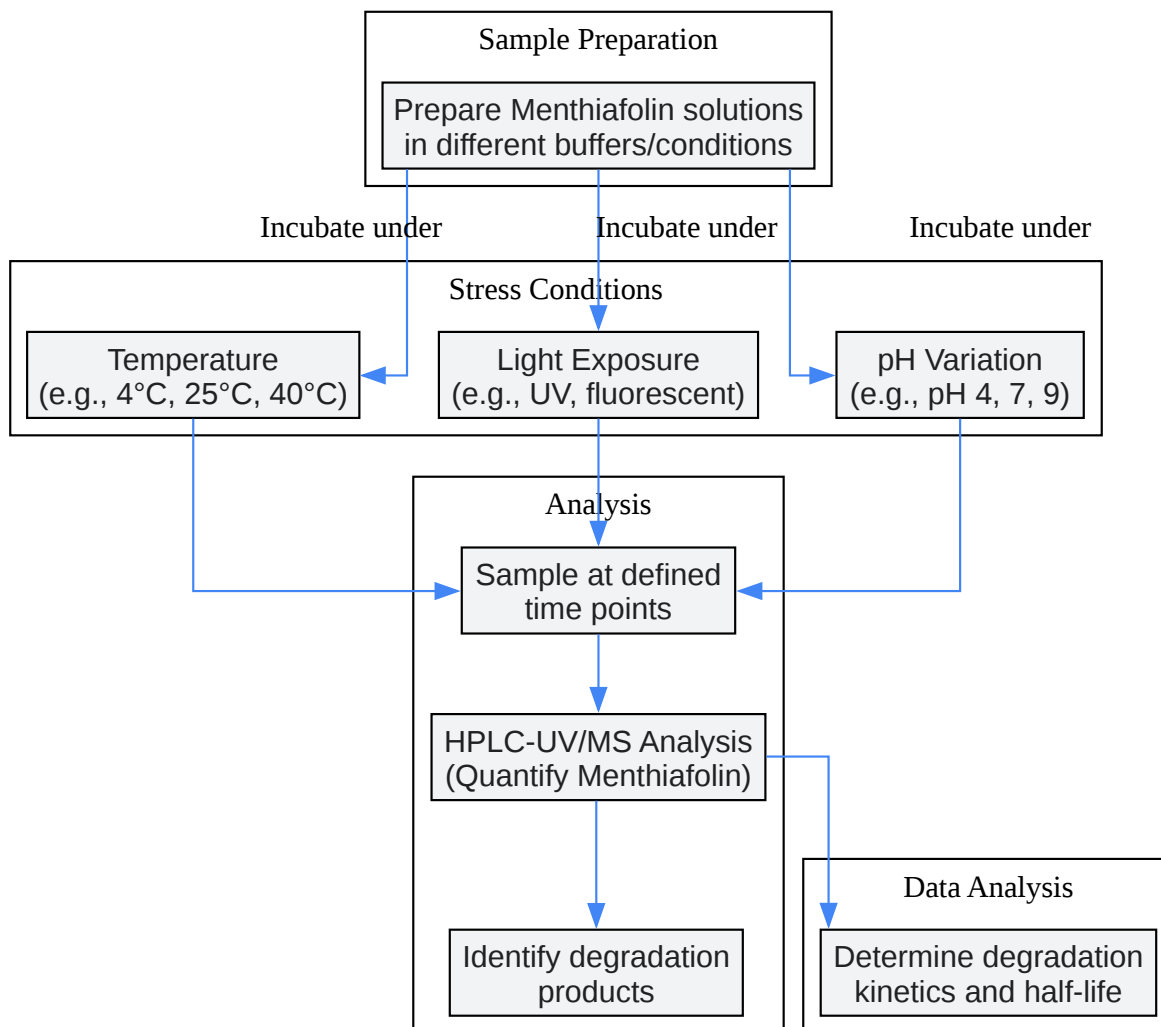 Sample Preparation
Prepare Menthiafolin solutions
in different buffers/conditions
Incubate under
Incubate under
Incubate under
Stress Conditions
Temperature
(e.g., 4°C, 25°C, 40°C)
Light Exposure
(e.g., UV, fluorescent)
pH Variation
(e.g., pH 4, 7, 9)
Analysis
Sample at defined
time points
HPLC-UV/MS Analysis
(Quantify Menthiafolin)
Identify degradation
products
Data Analysis
Determine degradation
kinetics and half-life